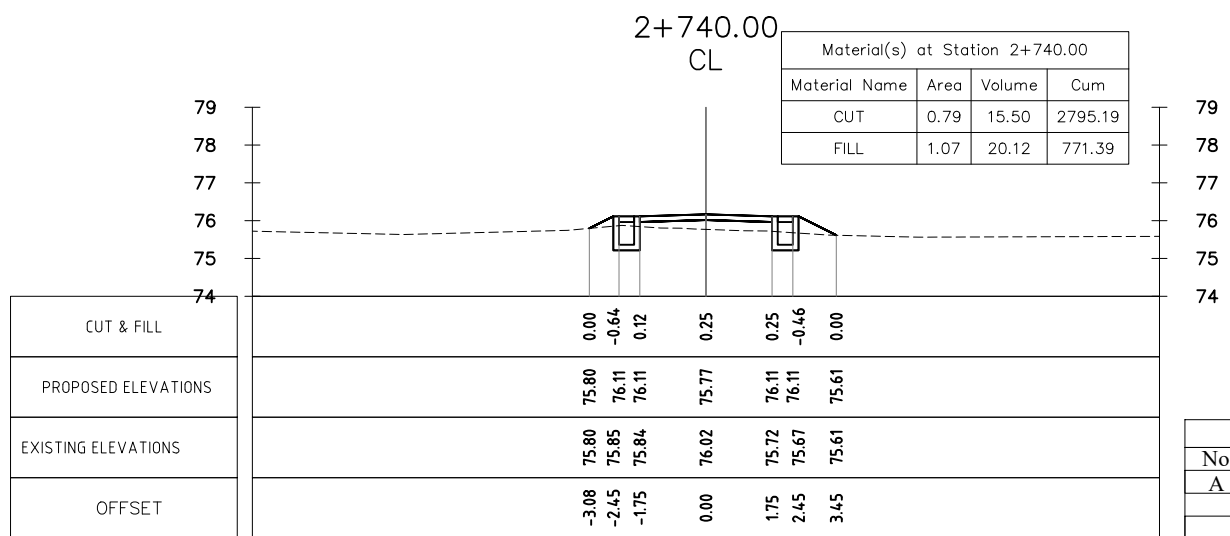 2+740.00
CL
Material(s) at Station 2+740.00
Material Name Area Volume Cum
CUT 0.79 15.50 2795.19
FILL 1.07 20.12 771.39
79 79
78 78
77 77
76 76
75 75
74 74
CUT & FILL 0.00 -0.64 0.12 0.25 0.25 -0.46 0.00
PROPOSED ELEVATIONS 75.80 76.11 76.11 75.77 76.11 76.11 75.61
EXISTING ELEVATIONS 75.80 75.85 75.84 76.02 75.72 75.67 75.61
No
OFFSET -3.08 -2.45 -1.75 0.00 1.75 2.45 3.45
A